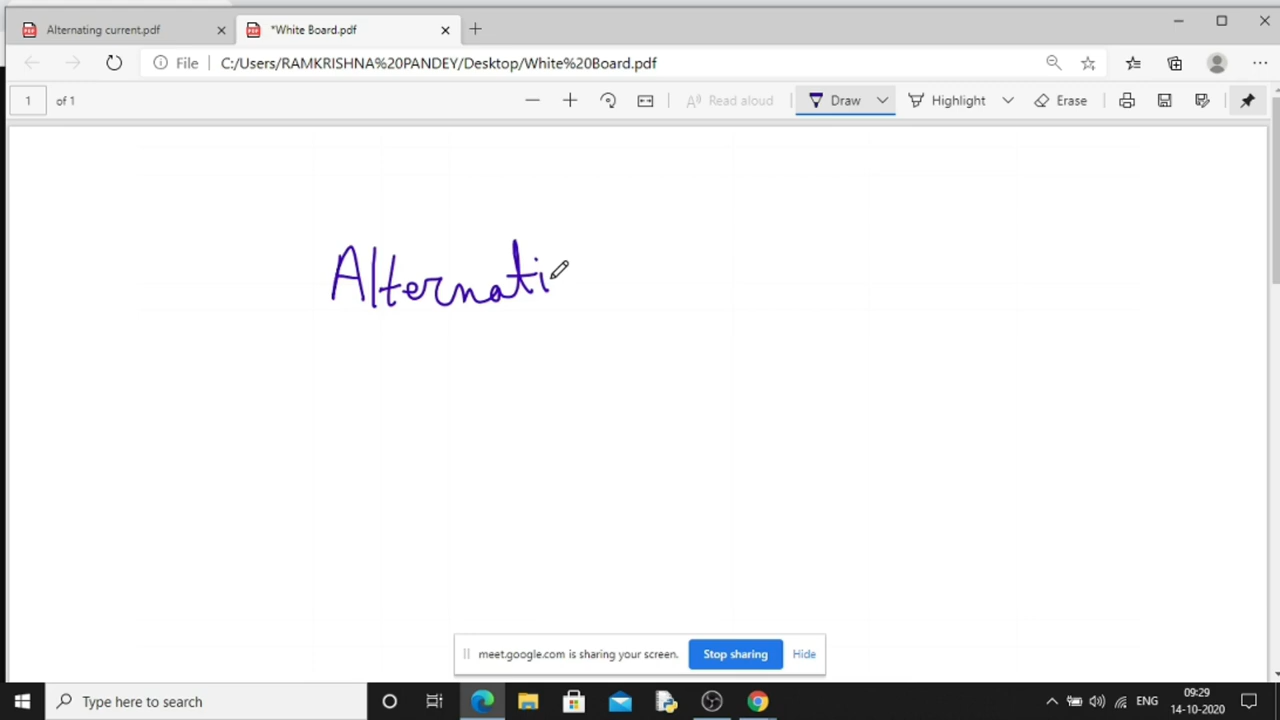 Alternating current.pdf
*White Board.pdf
File
C:/Users/RAMKRISHNA%20PANDEY/Desktop/White%20Board.pdf
1 of 1
Read aloud
Draw
Highlight
Erase
Alternati
meet.google.com is sharing your screen.
Stop sharing
Hide
Type here to search
ENG
09:29
14-10-2020